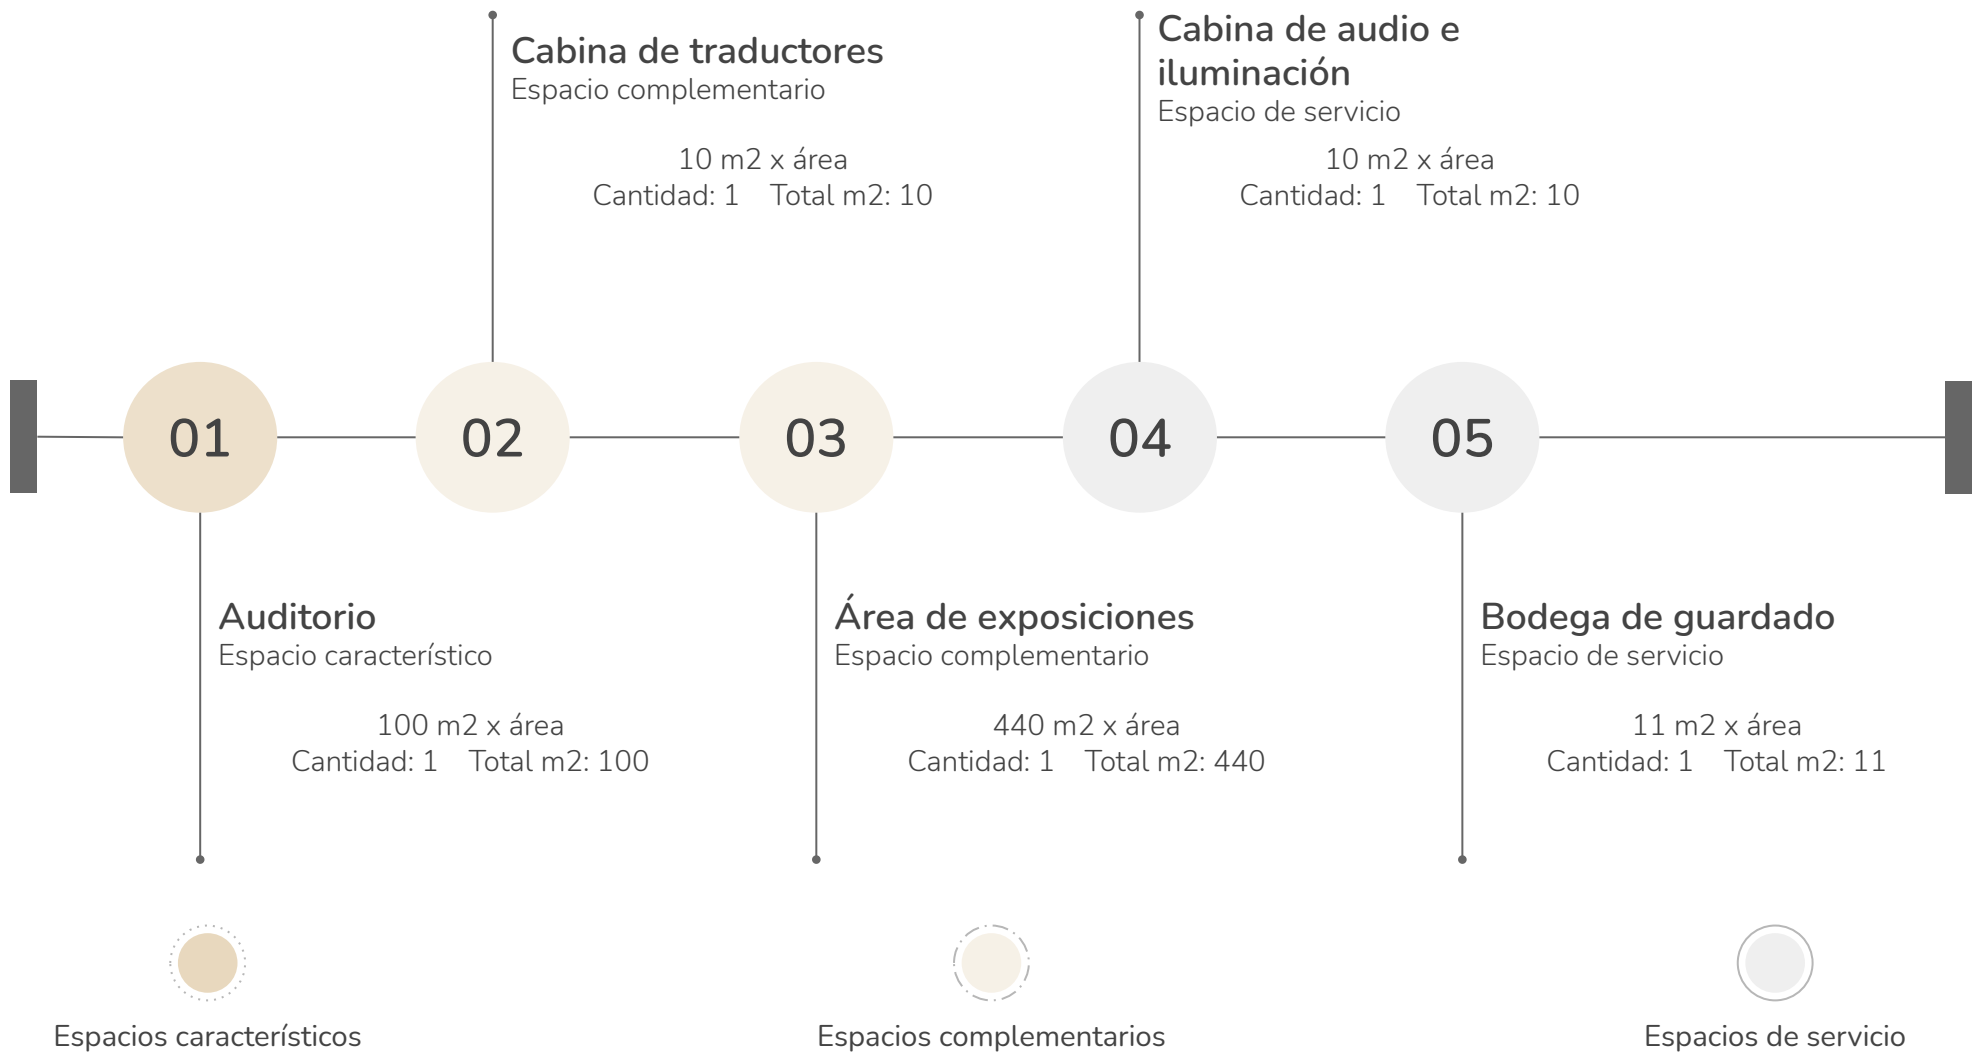 Cabina de traductores
Espacio complementario
10 m2 x área
Cantidad: 1 Total m2: 10
Cabina de audio e
iluminación
Espacio de servicio
10 m2 x área
Cantidad: 1 Total m2: 10
01
02
03
04
05
Auditorio
Espacio característico
100 m2 x área
Cantidad: 1 Total m2: 100
Área de exposiciones
Espacio complementario
440 m2 x área
Cantidad: 1 Total m2: 440
Bodega de guardado
Espacio de servicio
11 m2 x área
Cantidad: 1 Total m2: 11
Espacios característicos
Espacios complementarios
Espacios de servicio